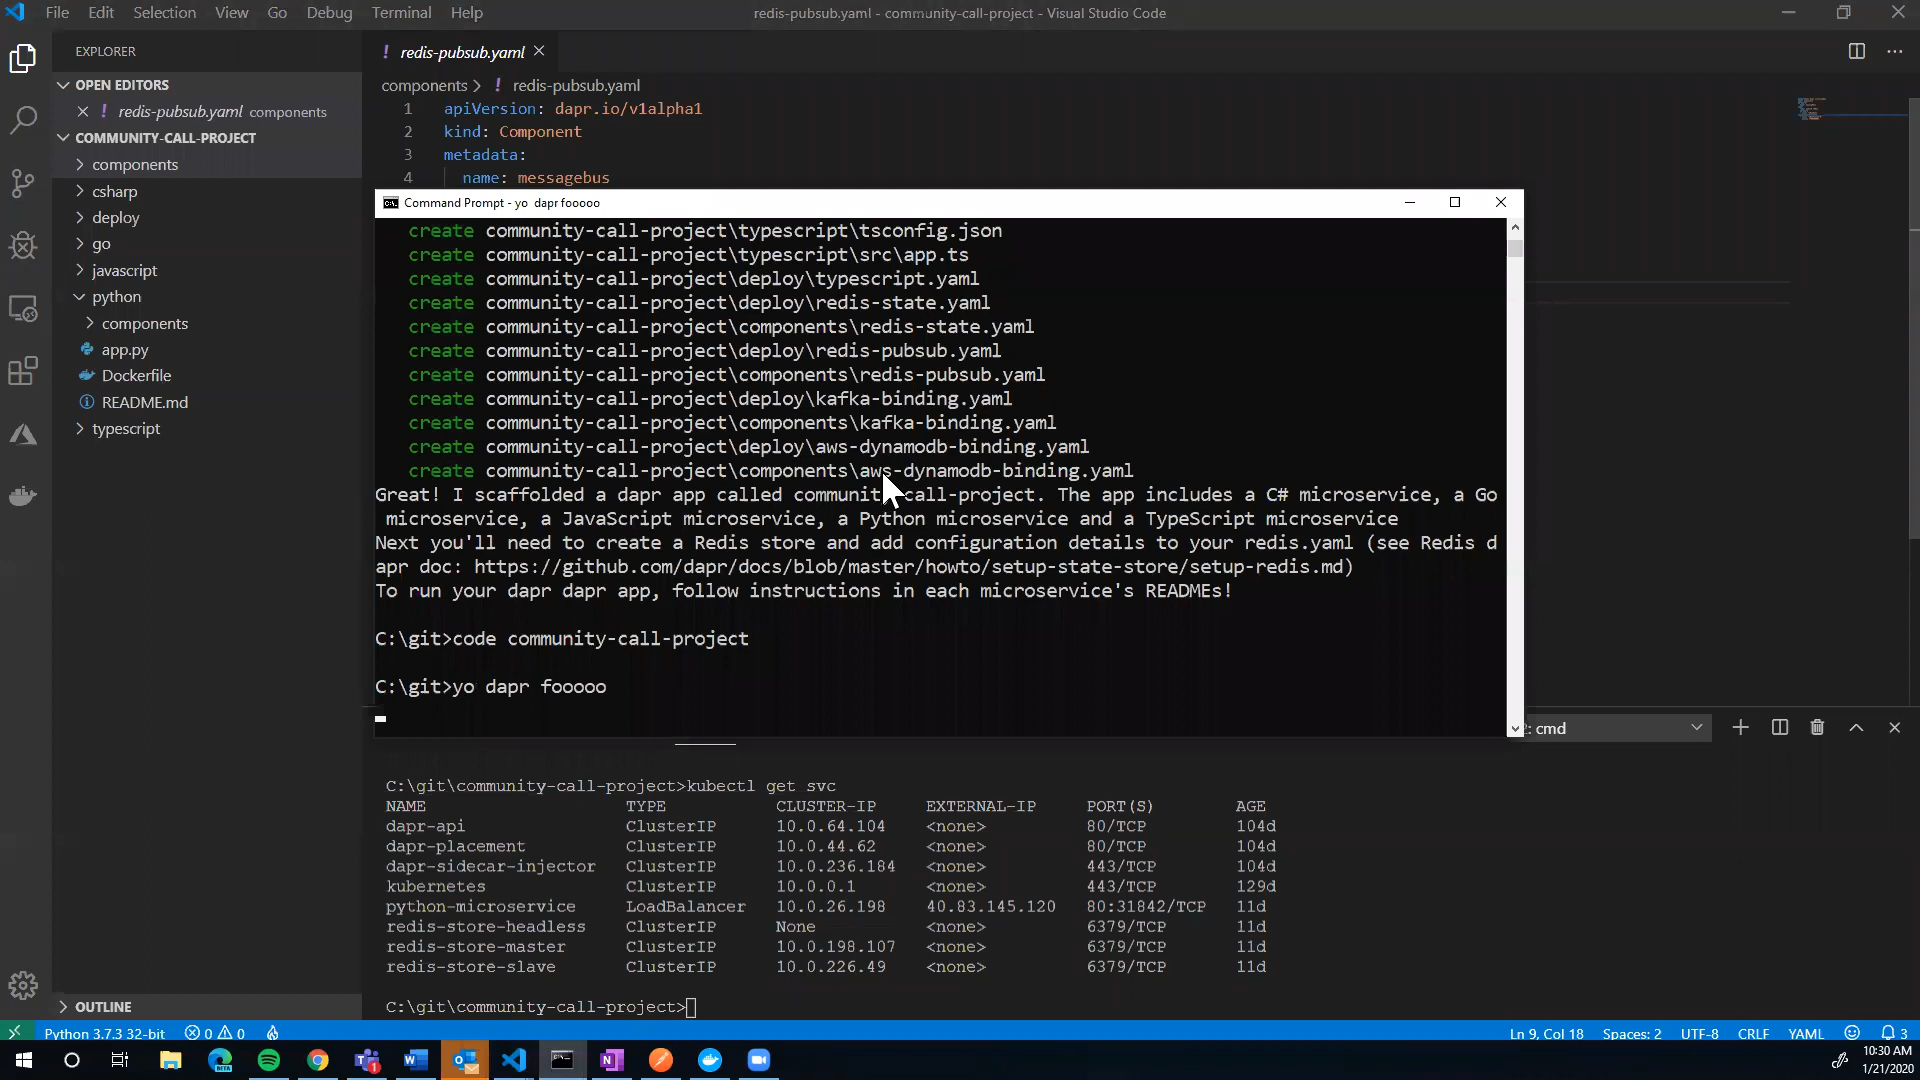 File Edit Selection View Go Debug Terminal Help
redis-pubsub.yaml - community-call-project - Visual Studio Code
EXPLORER
OPEN EDITORS
! redis-pubsub.yaml components
COMMUNITY-CALL-PROJECT
components
csharp
deploy
go
javascript
python
components
app.py
Dockerfile
README.md
typescript
OUTLINE
! redis-pubsub.yaml
components > ! redis-pubsub.yaml
1 apiVersion: dapr.io/v1alpha1
2 kind: Component
3 metadata:
4 name: messagebus
Command Prompt - yo dapr fooooo
create community-call-project\typescript\tsconfig.json
create community-call-project\typescript\src\app.ts
create community-call-project\deploy\typescript.yaml
create community-call-project\deploy\redis-state.yaml
create community-call-project\components\redis-state.yaml
create community-call-project\deploy\redis-pubsub.yaml
create community-call-project\components\redis-pubsub.yaml
create community-call-project\deploy\kafka-binding.yaml
create community-call-project\components\kafka-binding.yaml
create community-call-project\deploy\aws-dynamodb-binding.yaml
create community-call-project\components\aws-dynamodb-binding.yaml
Great! I scaffolded a dapr app called communit call-project. The app includes a C# microservice, a Go
microservice, a JavaScript microservice, a Python microservice and a TypeScript microservice
Next you'll need to create a Redis store and add configuration details to your redis.yaml (see Redis d
apr doc: https://github.com/dapr/docs/blob/master/howto/setup-state-store/setup-redis.md)
To run your dapr dapr app, follow instructions in each microservice's READMEs!
C:\git>code community-call-project
C:\git>yo dapr fooooo
2: cmd
C:\git\community-call-project>kubectl get svc
NAME TYPE CLUSTER-IP EXTERNAL-IP PORT(S) AGE
dapr-api ClusterIP 10.0.64.104 <none> 80/TCP 104d
dapr-placement ClusterIP 10.0.44.62 <none> 80/TCP 104d
dapr-sidecar-injector ClusterIP 10.0.236.184 <none> 443/TCP 104d
kubernetes ClusterIP 10.0.0.1 <none> 443/TCP 129d
python-microservice LoadBalancer 10.0.26.198 40.83.145.120 80:31842/TCP 11d
redis-store-headless ClusterIP None <none> 6379/TCP 11d
redis-store-master ClusterIP 10.0.198.107 <none> 6379/TCP 11d
redis-store-slave ClusterIP 10.0.226.49 <none> 6379/TCP 11d
C:\git\community-call-project>
Python 3.7.3 32-bit 0 0 Ln 9, Col 18 Spaces: 2 UTF-8 CRLF YAML 3
10:30 AM
1/21/2020